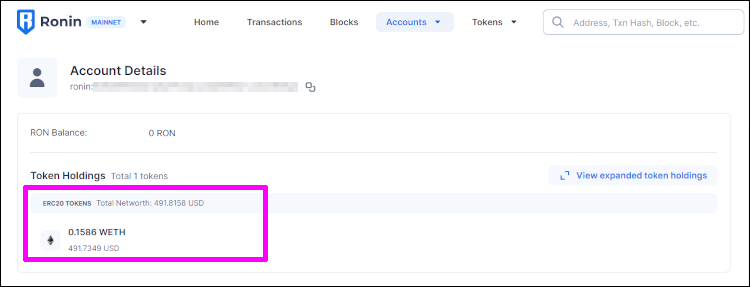 Ronin MAINNET Home Transactions Blocks Accounts Tokens Address, Txn Hash, Block, etc.
Account Details
ronin:
RON Balance: 0 RON
Token Holdings Total 1 tokens View expanded token holdings
ERC20 TOKENS Total Networth: 491.8158 USD
0.1586 WETH
491.7349 USD